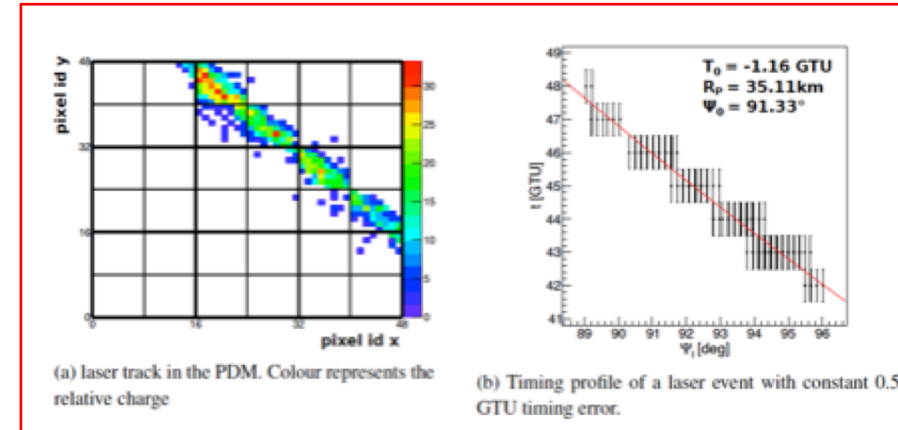 pixel id y
48
32
16
0
0
16
32
48
pixel id x
30
25
20
15
10
5
0
(a) laser track in the PDM. Colour represents the
relative charge
T₀ = -1.16 GTU
R_P = 35.11km
Ψ₀ = 91.33°
t [GTU]
49
48
47
46
45
44
43
42
41
89 90 91 92 93 94 95 96
Ψᵢ [deg]
(b) Timing profile of a laser event with constant 0.5
GTU timing error.